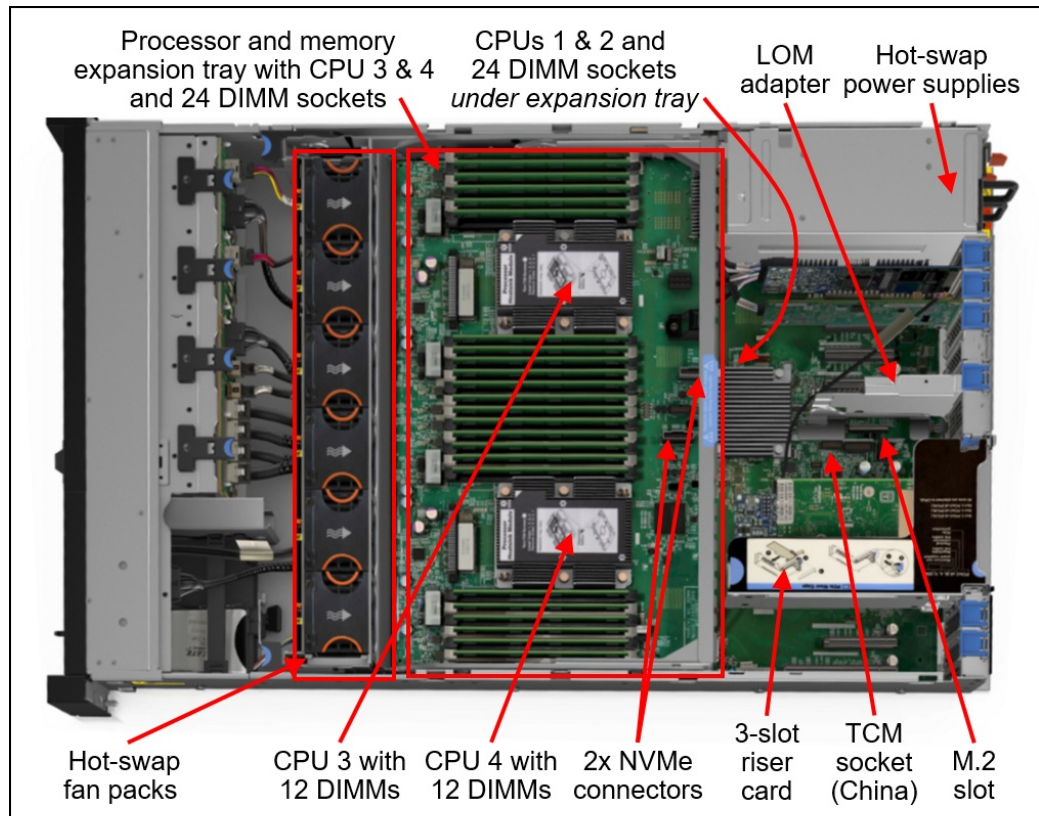 Processor and memory
expansion tray with CPU 3 & 4
and 24 DIMM sockets
CPUs 1 & 2 and
24 DIMM sockets
under expansion tray
LOM
adapter
Hot-swap
power supplies
Hot-swap
fan packs
CPU 3 with
12 DIMMs
CPU 4 with
12 DIMMs
2x NVMe
connectors
3-slot
riser
card
TCM
socket
(China)
M.2
slot